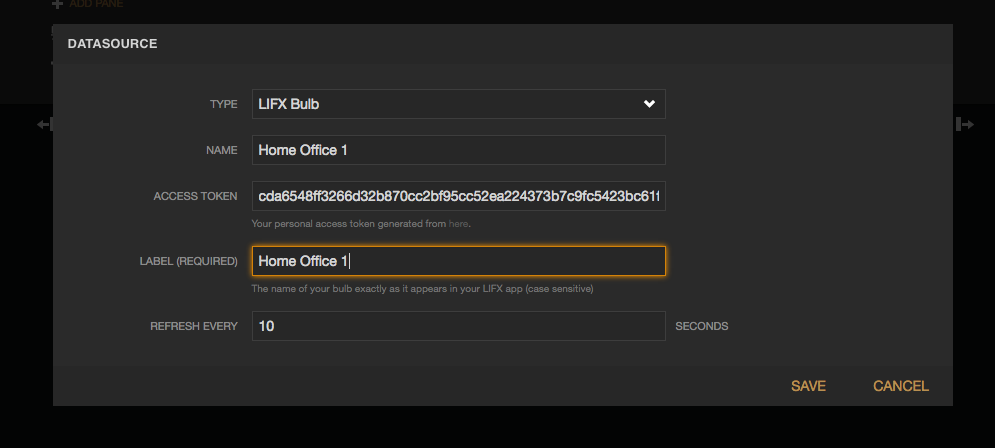 ADD PANE
DATASOURCE
TYPE
LIFX Bulb
NAME
Home Office 1
ACCESS TOKEN
cda6548ff3266d32b870cc2bf95cc52ea224373b7c9fc5423bc61f
Your personal access token generated from here.
LABEL (REQUIRED)
Home Office 1
The name of your bulb exactly as it appears in your LIFX app (case sensitive)
REFRESH EVERY
10
SECONDS
SAVE
CANCEL